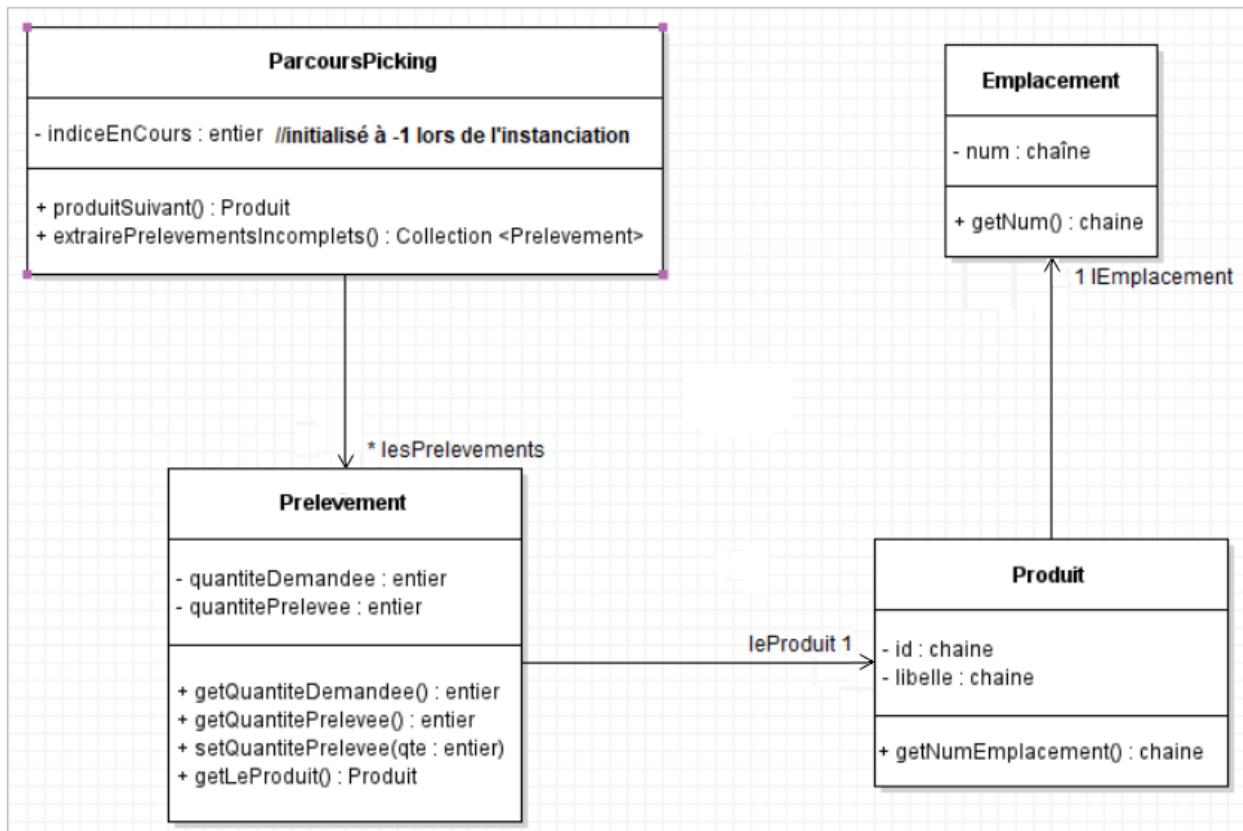 ParcoursPicking
- indiceEnCours : entier //initialisé à -1 lors de l'instanciation
+ produitSuivant() : Produit
+ extrairePrelevementsIncomplets() : Collection <Prelevement>
Emplacement
- num : chaîne
+ getNum() : chaine
1 lEmplacement
* lesPrelevements
Prelevement
- quantiteDemandee : entier
- quantitePrelevee : entier
+ getQuantiteDemandee() : entier
+ getQuantitePrelevee() : entier
+ setQuantitePrelevee(qte : entier)
+ getLeProduit() : Produit
leProduit 1
Produit
- id : chaine
- libelle : chaine
+ getNumEmplacement() : chaine